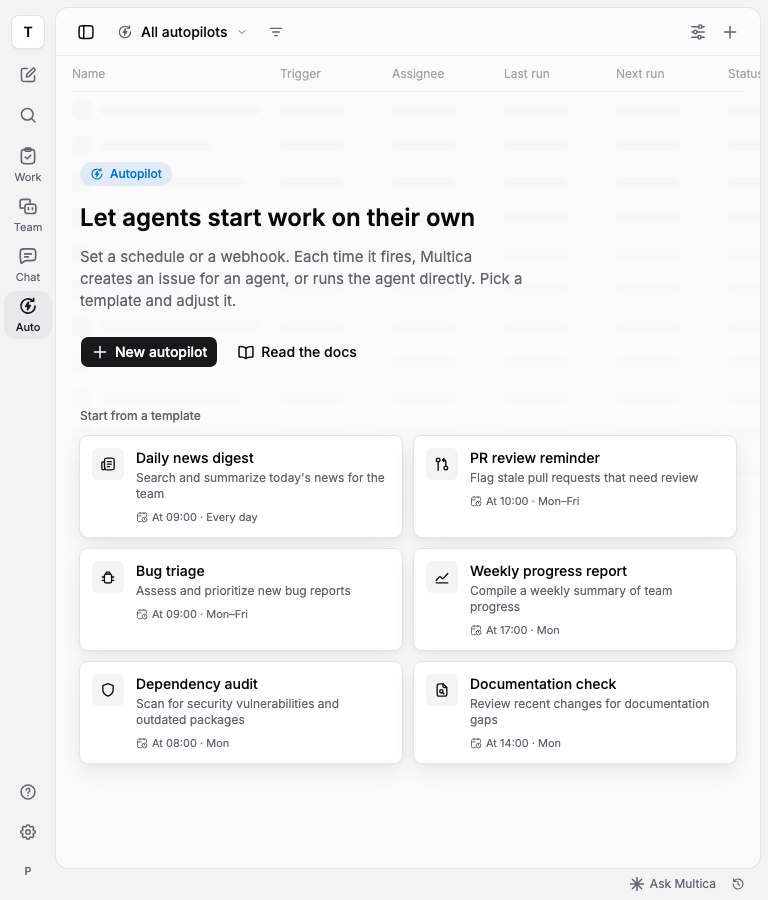 T
All autopilots
Name Trigger Assignee Last run Next run Status
Work
Team
Chat
Auto
Autopilot
Let agents start work on their own
Set a schedule or a webhook. Each time it fires, Multica
creates an issue for an agent, or runs the agent directly. Pick a
template and adjust it.
New autopilot Read the docs
Start from a template
Daily news digest
Search and summarize today's news for the
team
At 09:00 · Every day
PR review reminder
Flag stale pull requests that need review
At 10:00 · Mon–Fri
Bug triage
Assess and prioritize new bug reports
At 09:00 · Mon–Fri
Weekly progress report
Compile a weekly summary of team
progress
At 17:00 · Mon
Dependency audit
Scan for security vulnerabilities and
outdated packages
At 08:00 · Mon
Documentation check
Review recent changes for documentation
gaps
At 14:00 · Mon
P
Ask Multica